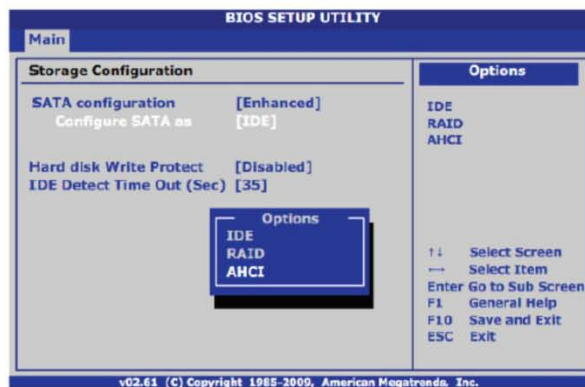 BIOS SETUP UTILITY
Main
Storage Configuration
SATA configuration [Enhanced]
Configure SATA as [IDE]
Hard disk Write Protect [Disabled]
IDE Detect Time Out (Sec) [35]
Options
IDE
RAID
AHCI
Options
IDE
RAID
AHCI
↑↓ Select Screen
↔ Select Item
Enter Go to Sub Screen
F1 General Help
F10 Save and Exit
ESC Exit
v02.61 (C) Copyright 1985-2009, American Megatrends, Inc.